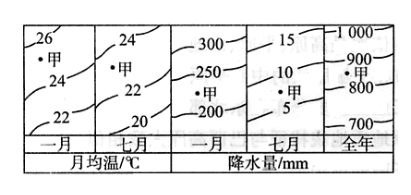 26 24 300 15 1 000
甲 甲 250 10 900
24 22 甲 甲 甲
22 20 200 5 800
700
一月 七月 一月 七月 全年
月均温/℃ 降水量/mm